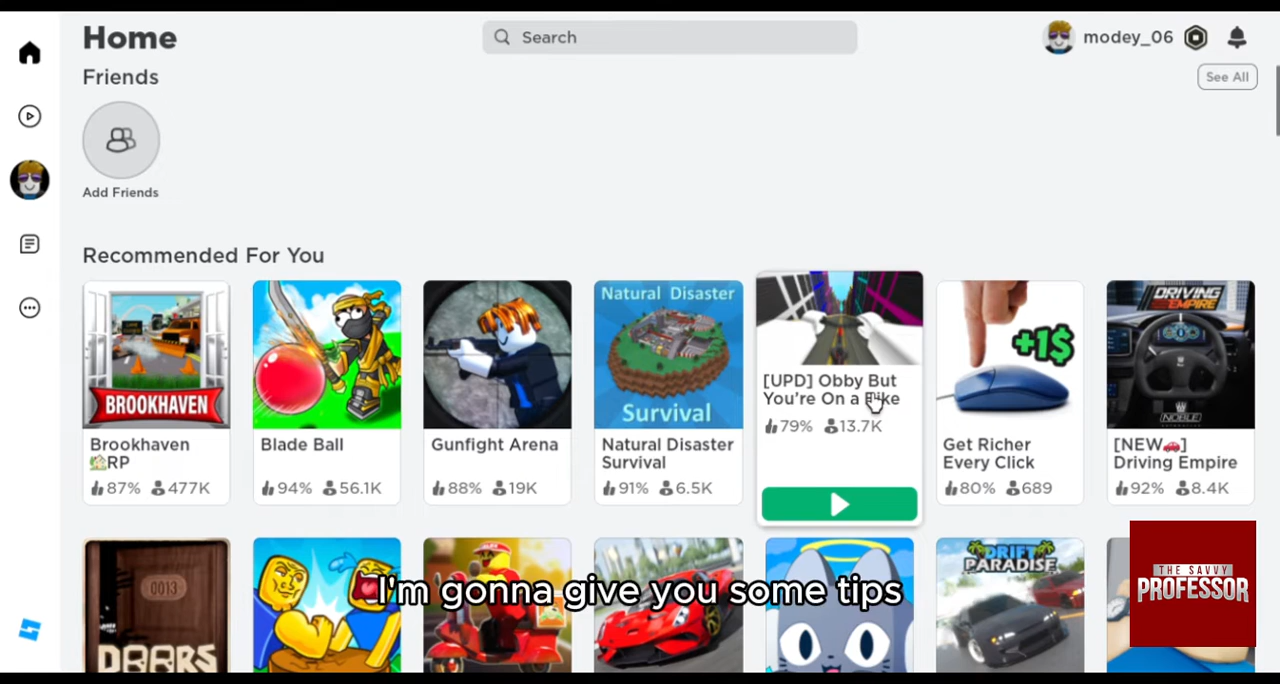 Home
Search
modey_06
Friends
See All
Add Friends
Recommended For You
BROOKHAVEN
Natural Disaster
Survival
+1$
DRIVING
EMPIRE
NOBLE
Brookhaven
🏡RP
87% 477K
Blade Ball
94% 56.1K
Gunfight Arena
88% 19K
Natural Disaster
Survival
91% 6.5K
[UPD] Obby But
You're On a Bike
79% 13.7K
Get Richer
Every Click
80% 689
[NEW🚗]
Driving Empire
92% 8.4K
0013
DOORS
DRIFT
PARADISE
I'm gonna give you some tips
THE SAVVY
PROFESSOR